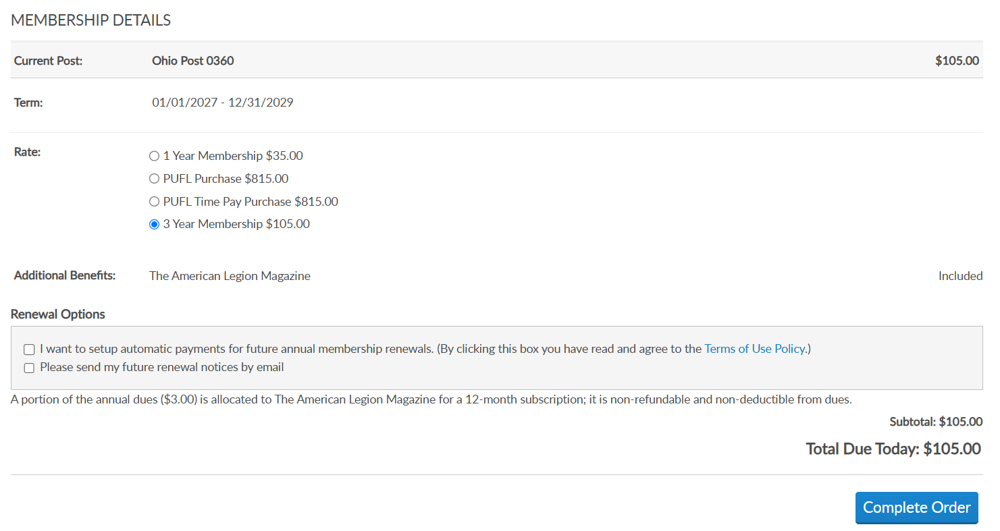 MEMBERSHIP DETAILS
Current Post: Ohio Post 0360 $105.00
Term: 01/01/2027 - 12/31/2029
Rate:
1 Year Membership $35.00
PUFL Purchase $815.00
PUFL Time Pay Purchase $815.00
3 Year Membership $105.00
Additional Benefits: The American Legion Magazine Included
Renewal Options
I want to setup automatic payments for future annual membership renewals. (By clicking this box you have read and agree to the Terms of Use Policy.)
Please send my future renewal notices by email
A portion of the annual dues ($3.00) is allocated to The American Legion Magazine for a 12-month subscription; it is non-refundable and non-deductible from dues.
Subtotal: $105.00
Total Due Today: $105.00
Complete Order